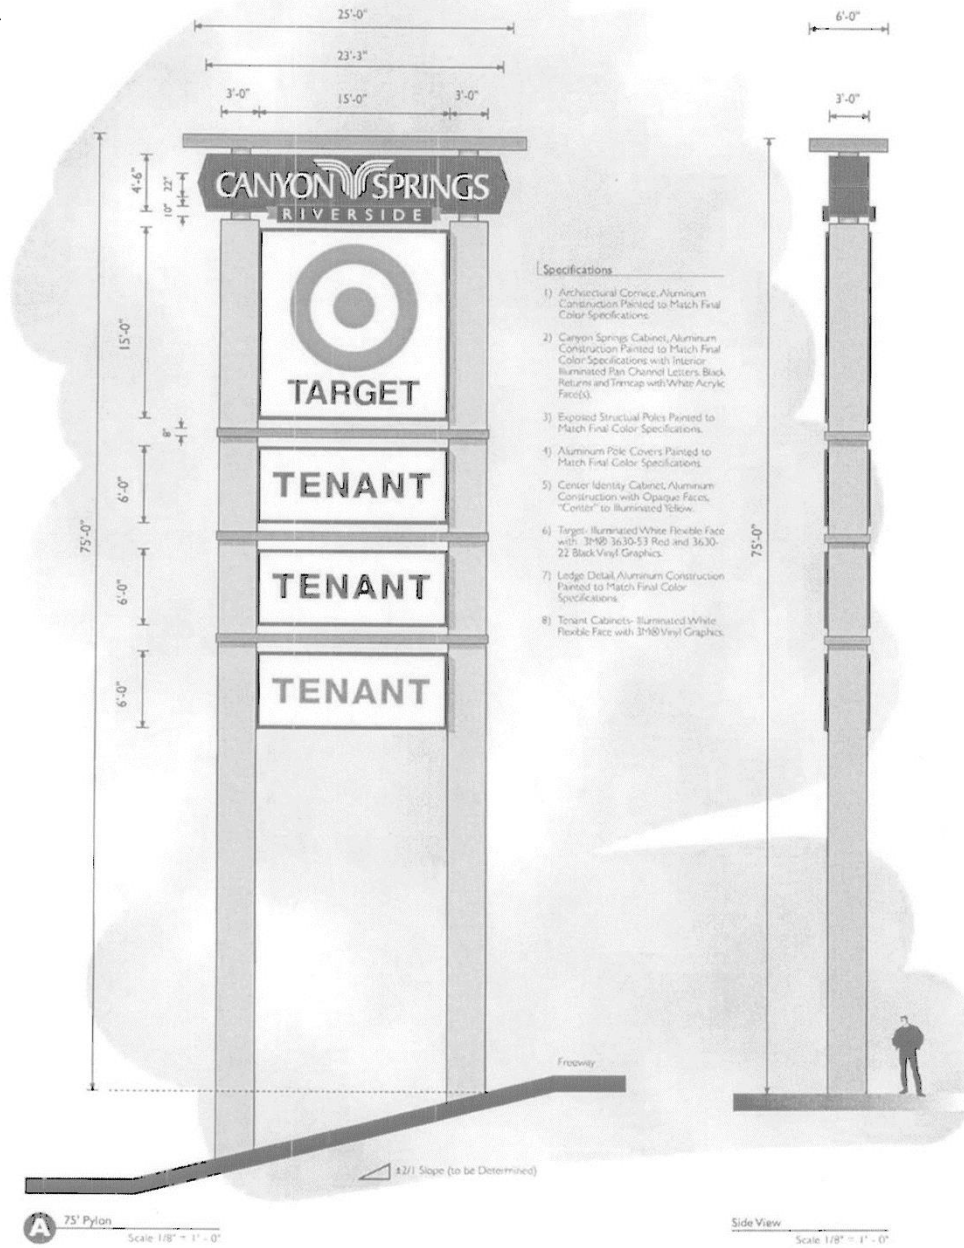 25'-0"
6'-0"
23'-3"
3'-0"
15'-0"
3'-0"
3'-0"
CANYON SPRINGS
RIVERSIDE
4'-6"
22"
10"
15'-0"
TARGET
8"
TENANT
6'-0"
TENANT
6'-0"
TENANT
6'-0"
75'-0"
75'-0"
Specifications
1) Architectural Cornice, Aluminum
Construction Painted to Match Final
Color Specifications.
2) Canyon Springs Cabinet, Aluminum
Construction Painted to Match Final
Color Specifications with Interior
Illuminated Pan Channel Letters. Black
Returns and Trimcap with White Acrylic
Face(s).
3) Exposed Structual Poles Painted to
Match Final Color Specifications.
4) Aluminum Pole Covers Painted to
Match Final Color Specifications.
5) Center Identity Cabinet, Aluminum
Construction with Opaque Faces,
"Center" to Illuminated Yellow.
6) Target- Illuminated White Flexible Face
with 3M® 3630-53 Red and 3630-
22 Black Vinyl Graphics.
7) Ledge Detail, Aluminum Construction
Painted to Match Final Color
Specifications.
8) Tenant Cabinets- Illuminated White
Flexible Face with 3M® Vinyl Graphics.
Freeway
±2/1 Slope (to be Determined)
A
75' Pylon
Scale 1/8" = 1' - 0"
Side View
Scale 1/8" = 1' - 0"